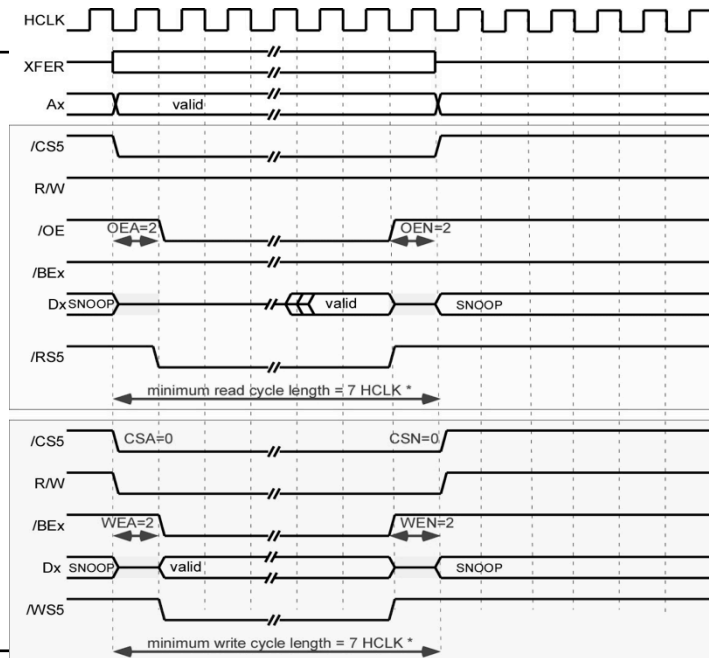 HCLK
XFER
Ax valid
/CS5
R/W
/OE OEA=2 OEN=2
/BEx
Dx SNOOP valid SNOOP
/RS5
minimum read cycle length = 7 HCLK *
/CS5 CSA=0 CSN=0
R/W
/BEx WEA=2 WEN=2
Dx SNOOP valid SNOOP
/WS5
minimum write cycle length = 7 HCLK *